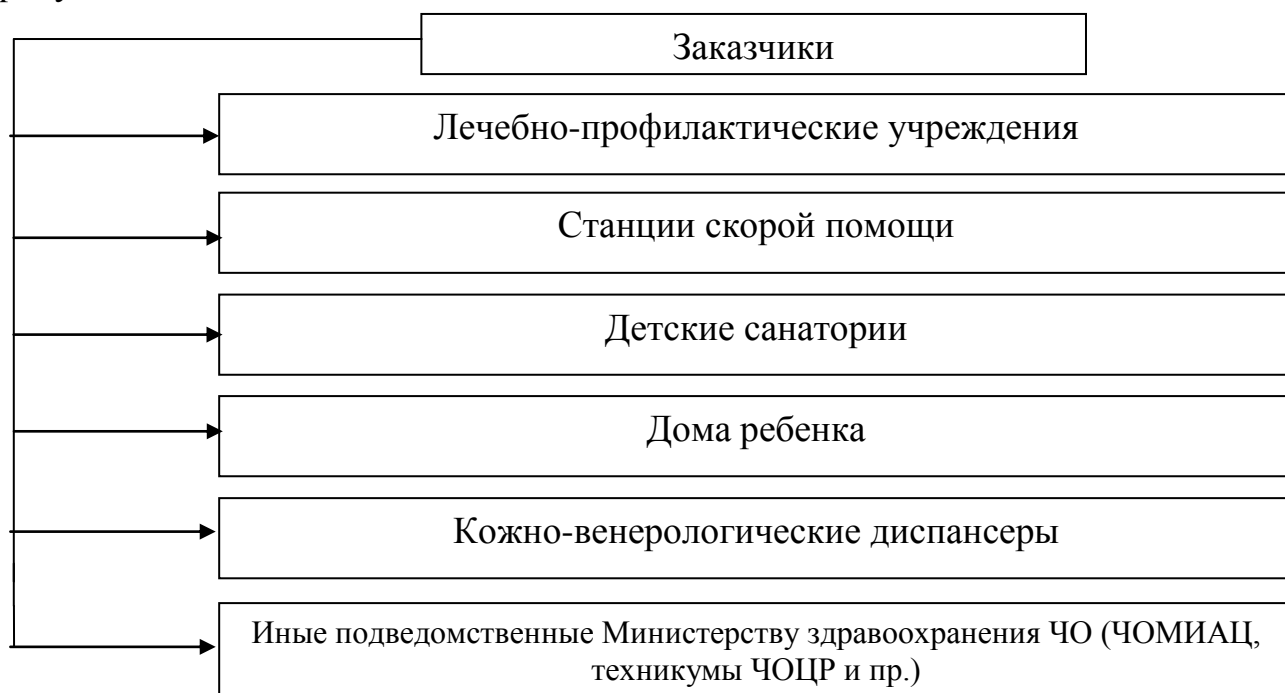 Заказчики
Лечебно-профилактические учреждения
Станции скорой помощи
Детские санатории
Дома ребенка
Кожно-венерологические диспансеры
Иные подведомственные Министерству здравоохранения ЧО (ЧОМИАЦ,
техникумы ЧОЦР и пр.)